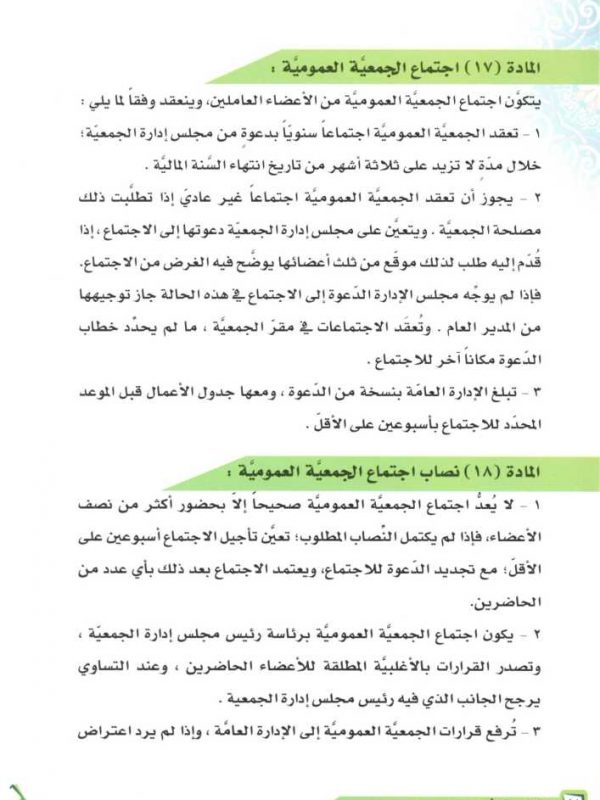 المادة (١٧) اجتماع الجمعيَّة العموميَّة :
يتكوَّن اجتماع الجمعيَّة العموميَّة من الأعضاء العاملين، وينعقد وفقاً لما يلي :
١ - تعقد الجمعيَّة العموميَّة اجتماعاً سنويّاً بدعوةٍ من مجلس إدارة الجمعيَّة؛
خلال مدّةٍ لا تزيد على ثلاثة أشهر من تاريخ انتهاء السَّنة الماليَّة .
٢ - يجوز أن تعقد الجمعيَّة العموميَّة اجتماعاً غير عاديّ إذا تطلَّبت ذلك
مصلحة الجمعيَّة . ويتعيَّن على مجلس إدارة الجمعيّة دعوتها إلى الاجتماع ، إذا
قُدّم إليه طلب لذلك موقّع من ثلث أعضائها يوضّح فيه الغرض من الاجتماع.
فإذا لم يوجِّه مجلس الإدارة الدّعوة إلى الاجتماع في هذه الحالة جاز توجيهها
من المدير العام . وتُعقَد الاجتماعات في مقرّ الجمعيَّة ، ما لم يحدِّد خطاب
الدّعوة مكاناً آخر للاجتماع .
٣ - تبلغ الإدارة العامّة بنسخة من الدّعوة ، ومعها جدول الأعمال قبل الموعد
المحدّد للاجتماع بأسبوعين على الأقلّ .
المادة (١٨) نصاب اجتماع الجمعيَّة العموميَّة :
١ - لا يُعدُّ اجتماع الجمعيَّة العموميَّة صحيحاً إلاَّ بحضور أكثر من نصف
الأعضاء، فإذا لم يكتمل النِّصاب المطلوب؛ تعيَّن تأجيل الاجتماع أسبوعين على
الأقلّ؛ مع تجديد الدّعوة للاجتماع، ويعتمد الاجتماع بعد ذلك بأي عدد من
الحاضرين.
٢ - يكون اجتماع الجمعيَّة العموميَّة برئاسة رئيس مجلس إدارة الجمعيّة ،
وتصدر القرارات بالأغلبيَّة المطلقة للأعضاء الحاضرين ، وعند التساوي
يرجح الجانب الذي فيه رئيس مجلس إدارة الجمعية .
٣ - تُرفع قرارات الجمعيَّة العموميَّة إلى الإدارة العامَّة ، وإذا لم يرد اعتراض